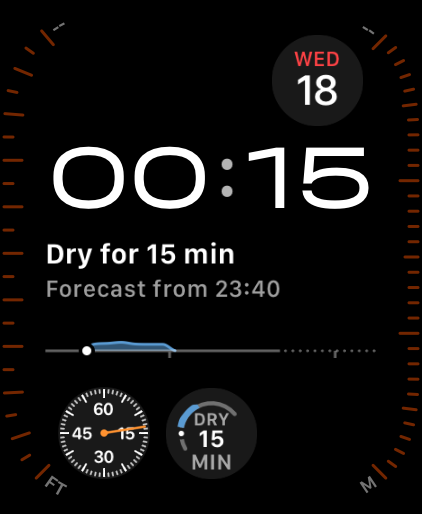 --
--
WED
18
00:15
Dry for 15 min
Forecast from 23:40
60
45
15
30
DRY
15
MIN
FT
M